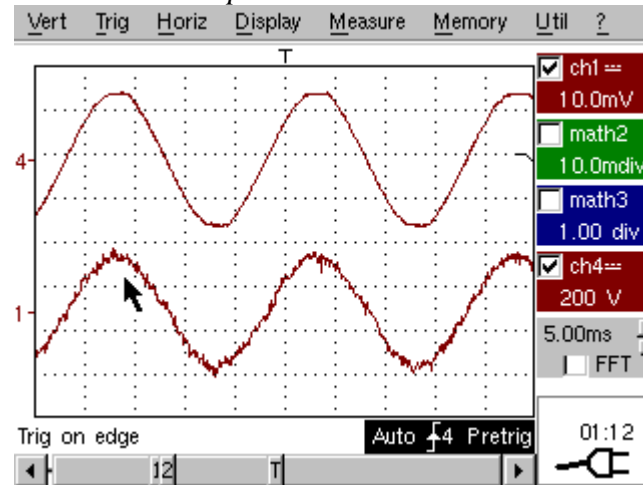 Vert Trig Horiz Display Measure Memory Util ?
T
ch1
10.0mV
math2
10.0mdiv
math3
1.00 div
ch4
200 V
5.00ms
FFT
4
1
Trig on edge
Auto 4 Pretrig
01:12
12 T